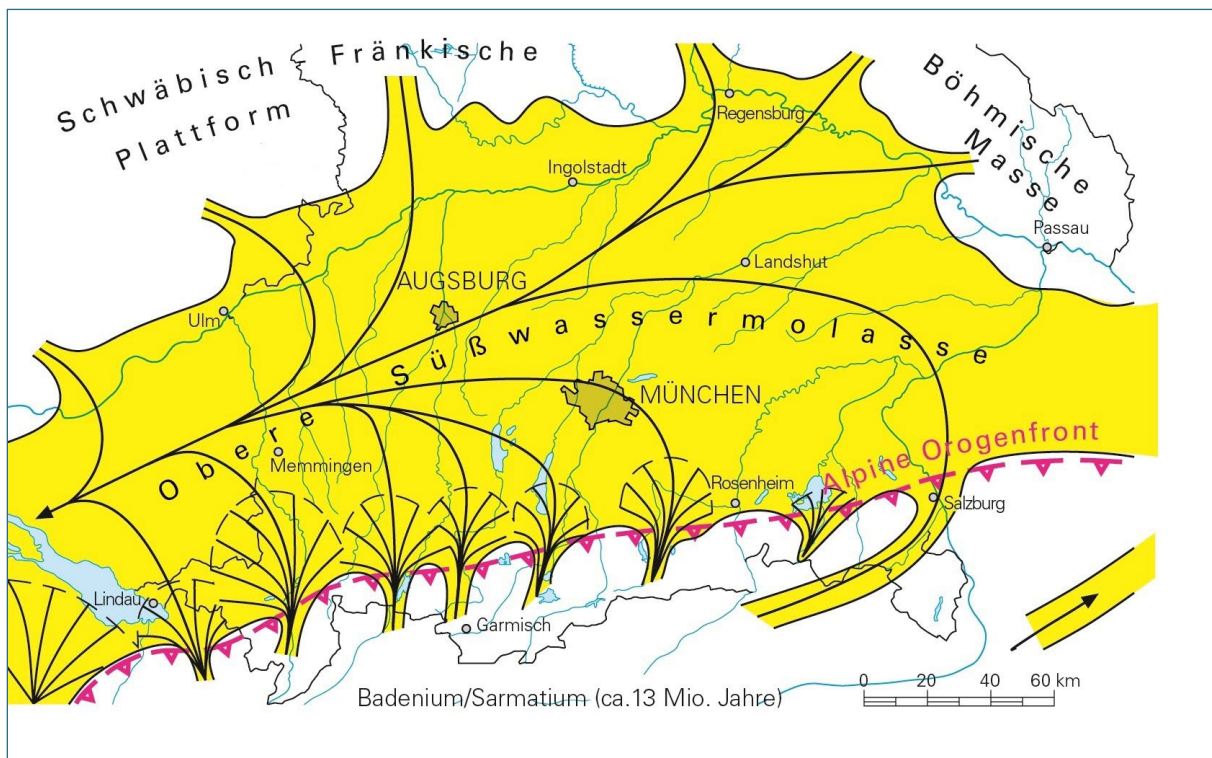 Schwäbisch Fränkische
Plattform
Böhmische
Masse
Regensburg
Ingolstadt
Passau
Landshut
AUGSBURG
Ulm
Obere Süßwassermolasse
MÜNCHEN
Memmingen
Alpine Orogenfront
Rosenheim
Salzburg
Lindau
Garmisch
Badenium/Sarmatium (ca.13 Mio. Jahre)
0 20 40 60 km